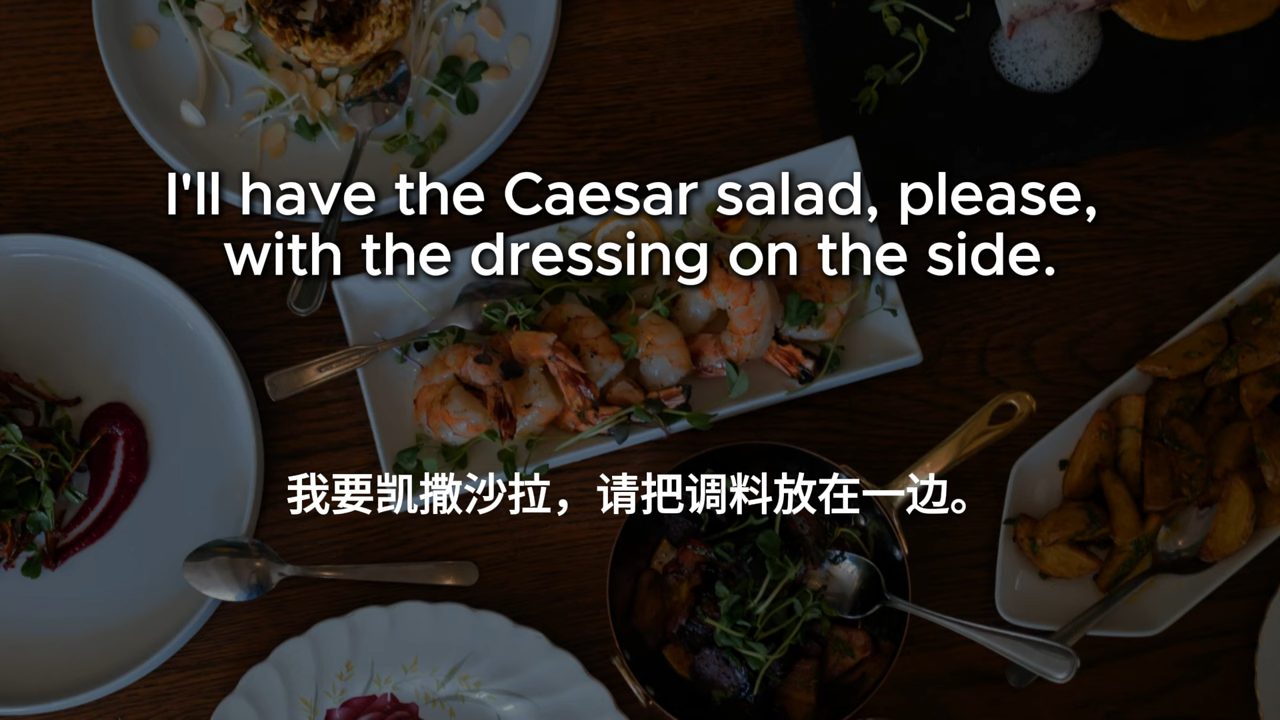 I'll have the Caesar salad, please,
with the dressing on the side.
我要凯撒沙拉，请把调料放在一边。